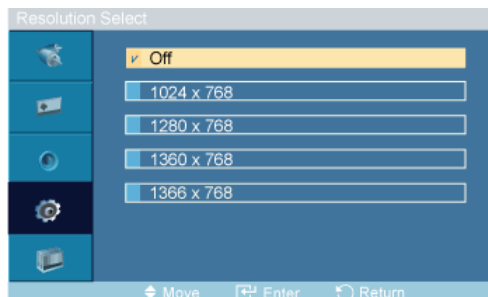 Resolution Select
Off
1024 x 768
1280 x 768
1360 x 768
1366 x 768
Move Enter Return